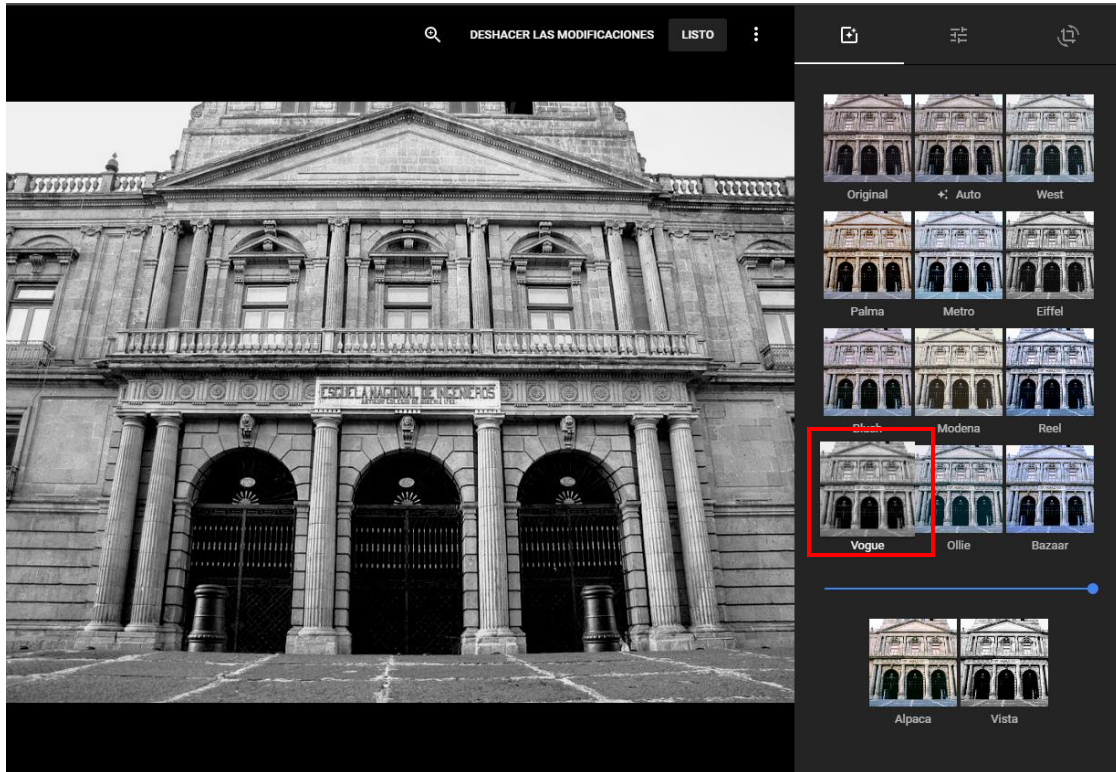 DESHACER LAS MODIFICACIONES LISTO
Original Auto West
Palma Metro Eiffel
Blush Modena Reel
Vogue Ollie Bazaar
Alpaca Vista
ESCUELA NACIONAL DE INGENIEROS